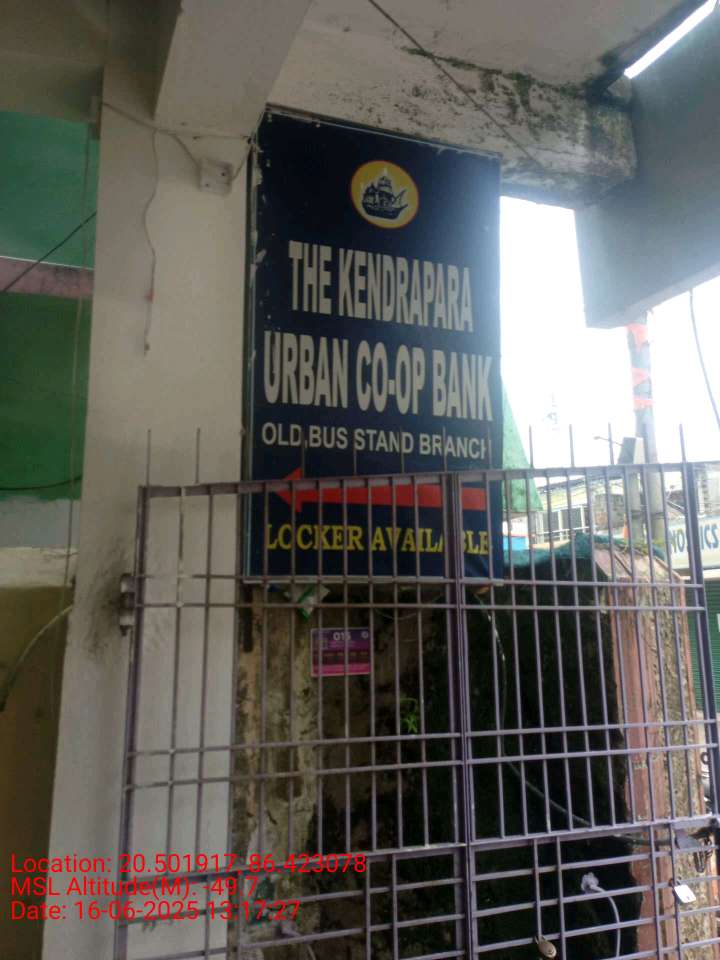 THE KENDRAPARA
URBAN CO-OP BANK
OLD BUS STAND BRANCH
LOCKER AVAILABLE
015
Location: 20.501917, 86.423078
MSL Altitude(M): -49.7
Date: 16-06-2025 13:17:27